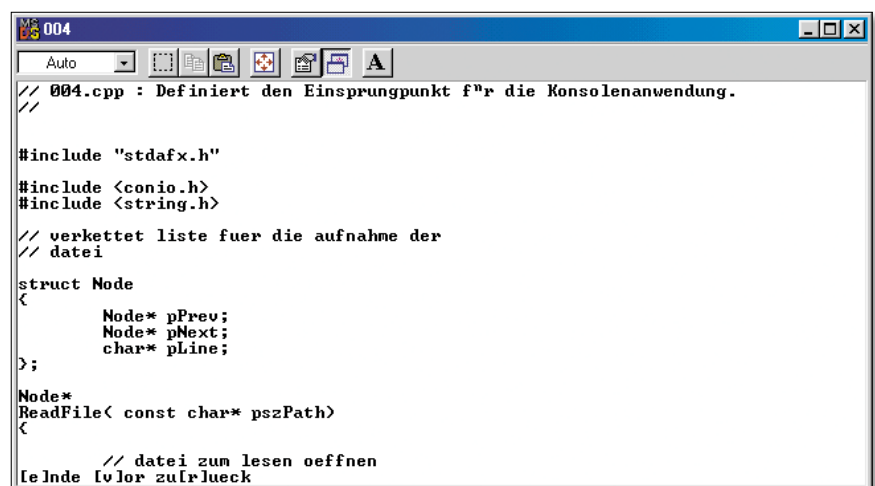 004
Auto
A
// 004.cpp : Definiert den Einsprungpunkt f"r die Konsolenanwendung.
//
#include "stdafx.h"
#include <conio.h>
#include <string.h>
// verkettet liste fuer die aufnahme der
// datei
struct Node
{
Node* pPrev;
Node* pNext;
char* pLine;
};
Node*
ReadFile( const char* pszPath)
{
// datei zum lesen oeffnen
[e]nde [v]or zu[r]lueck